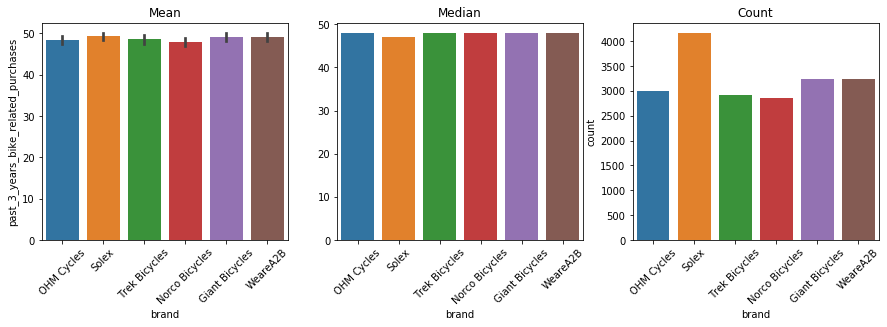 Mean
past_3_years_bike_related_purchases
50
40
30
20
10
0
OHM Cycles
Solex
Trek Bicycles
Norco Bicycles
Giant Bicycles
WeareA2B
brand
Median
50
40
30
20
10
0
OHM Cycles
Solex
Trek Bicycles
Norco Bicycles
Giant Bicycles
WeareA2B
brand
Count
count
4000
3500
3000
2500
2000
1500
1000
500
0
OHM Cycles
Solex
Trek Bicycles
Norco Bicycles
Giant Bicycles
WeareA2B
brand